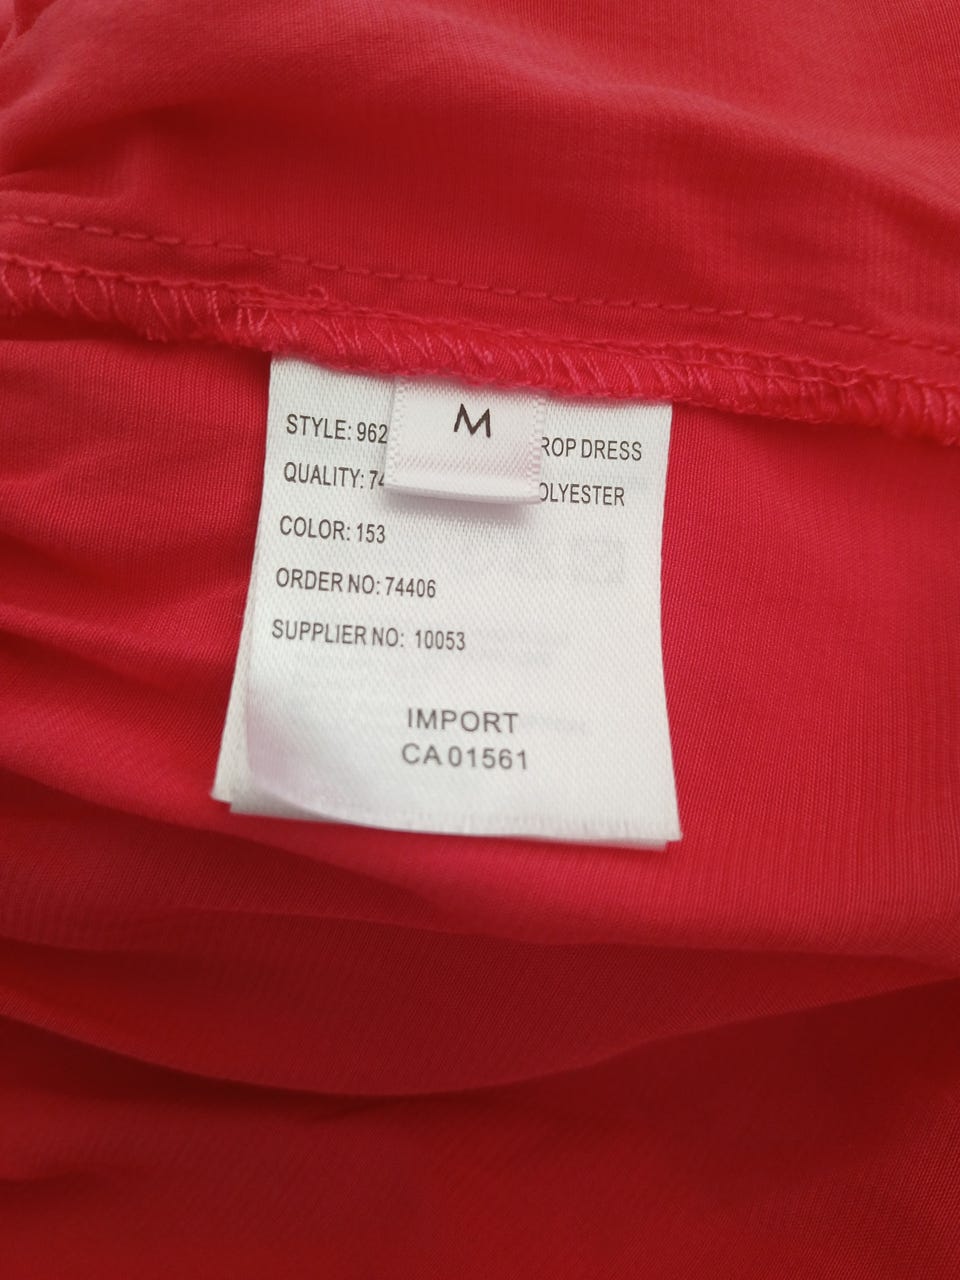 M
STYLE: 962 ROP DRESS
QUALITY: 74 OLYESTER
COLOR: 153
ORDER NO: 74406
SUPPLIER NO: 10053
IMPORT
CA 01561